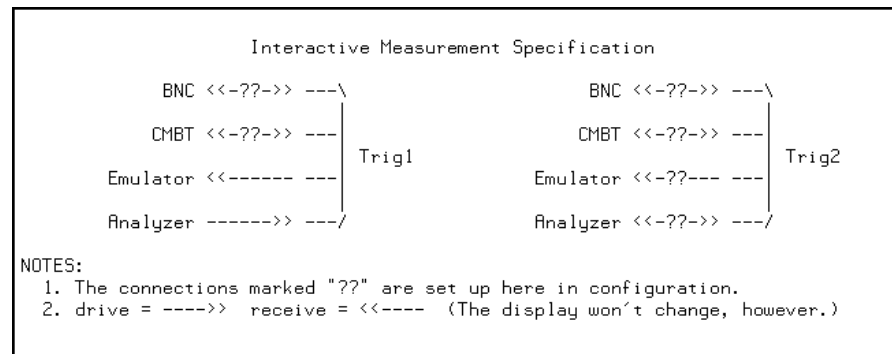 Interactive Measurement Specification
BNC <<-??->> ---\ BNC <<-??->> ---\
CMBT <<-??->> ---| CMBT <<-??->> ---|
| Trig1 | Trig2
Emulator <<------ ---| Emulator <<-??--- ---|
Analyzer ------>> ---/ Analyzer <<-??->> ---/
NOTES:
1. The connections marked "??" are set up here in configuration.
2. drive = ---->> receive = <<---- (The display won't change, however.)